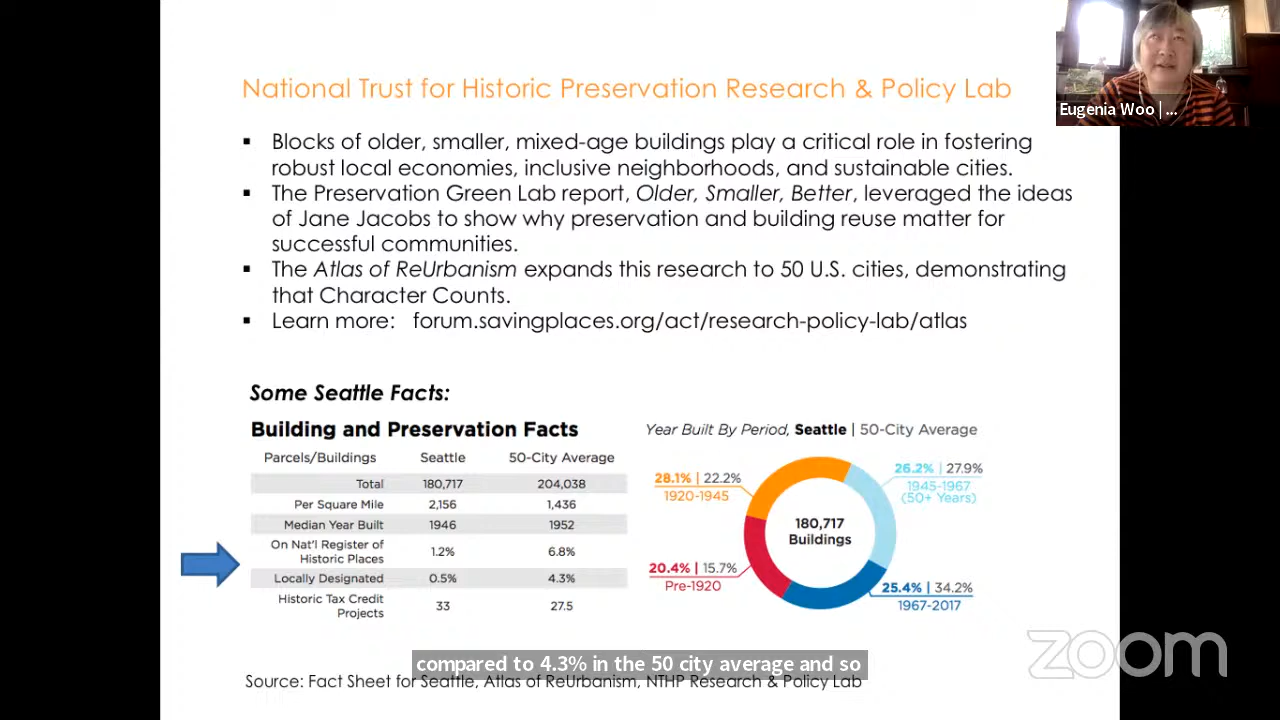 National Trust for Historic Preservation Research & Policy Lab
Eugenia Woo | ...
▪ Blocks of older, smaller, mixed-age buildings play a critical role in fostering
robust local economies, inclusive neighborhoods, and sustainable cities.
▪ The Preservation Green Lab report, Older, Smaller, Better, leveraged the ideas
of Jane Jacobs to show why preservation and building reuse matter for
successful communities.
▪ The Atlas of ReUrbanism expands this research to 50 U.S. cities, demonstrating
that Character Counts.
▪ Learn more: forum.savingplaces.org/act/research-policy-lab/atlas
Some Seattle Facts:
Building and Preservation Facts
Parcels/Buildings Seattle 50-City Average
Total 180,717 204,038
Per Square Mile 2,156 1,436
Median Year Built 1946 1952
On Nat'l Register of
Historic Places 1.2% 6.8%
Locally Designated 0.5% 4.3%
Historic Tax Credit
Projects 33 27.5
Year Built By Period, Seattle | 50-City Average
28.1% | 22.2%
1920-1945
26.2% | 27.9%
1945-1967
(50+ Years)
180,717
Buildings
20.4% | 15.7%
Pre-1920
25.4% | 34.2%
1967-2017
zoom
compared to 4.3% in the 50 city average and so
Source: Fact Sheet for Seattle, Atlas of ReUrbanism, NTHP Research & Policy Lab